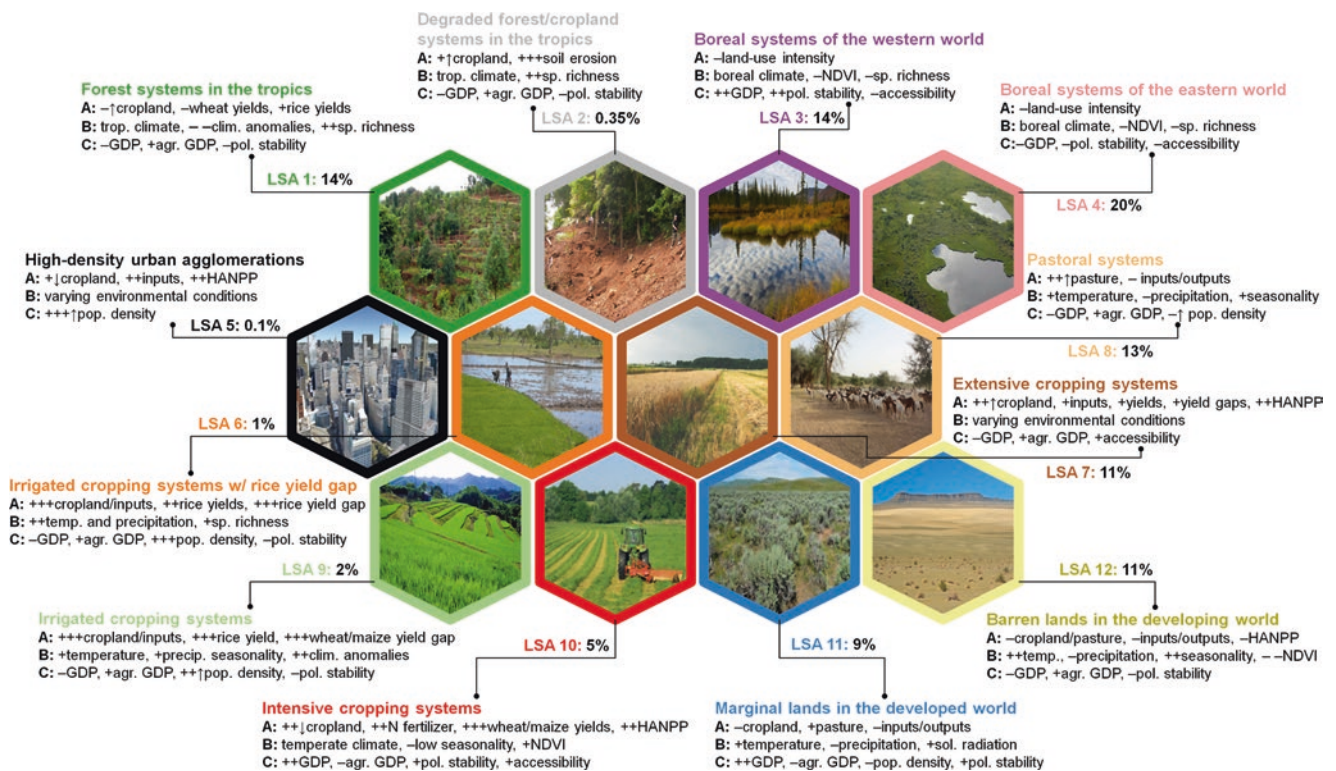 Degraded forest/cropland
systems in the tropics
A: +↑cropland, +++soil erosion
B: trop. climate, ++sp. richness
C: –GDP, +agr. GDP, –pol. stability
LSA 2: 0.35%
Boreal systems of the western world
A: –land-use intensity
B: boreal climate, –NDVI, –sp. richness
C: ++GDP, ++pol. stability, –accessibility
LSA 3: 14%
Forest systems in the tropics
A: –↑cropland, –wheat yields, +rice yields
B: trop. climate, – –clim. anomalies, ++sp. richness
C: –GDP, +agr. GDP, –pol. stability
LSA 1: 14%
Boreal systems of the eastern world
A: –land-use intensity
B: boreal climate, –NDVI, –sp. richness
C:–GDP, –pol. stability, –accessibility
LSA 4: 20%
High-density urban agglomerations
A: +↓cropland, ++inputs, ++HANPP
B: varying environmental conditions
C: +++↑pop. density
LSA 5: 0.1%
Pastoral systems
A: ++↑pasture, – inputs/outputs
B: +temperature, –precipitation, +seasonality
C: –GDP, +agr. GDP, –↑ pop. density
LSA 8: 13%
Extensive cropping systems
A: ++↑cropland, +inputs, +yields, +yield gaps, ++HANPP
B: varying environmental conditions
C: –GDP, +agr. GDP, +accessibility
LSA 7: 11%
LSA 6: 1%
Irrigated cropping systems w/ rice yield gap
A: +++cropland/inputs, ++rice yields, +++rice yield gap
B: ++temp. and precipitation, +sp. richness
C: –GDP, +agr. GDP, +++pop. density, –pol. stability
LSA 9: 2%
Irrigated cropping systems
A: +++cropland/inputs, +++rice yield, +++wheat/maize yield gap
B: +temperature, +precip. seasonality, ++clim. anomalies
C: –GDP, +agr. GDP, ++↑pop. density, –pol. stability
LSA 12: 11%
Barren lands in the developing world
A: –cropland/pasture, –inputs/outputs, –HANPP
B: ++temp., –precipitation, ++seasonality, – –NDVI
C: –GDP, +agr. GDP, –pol. stability
LSA 10: 5%
Intensive cropping systems
A: ++↓cropland, ++N fertilizer, +++wheat/maize yields, ++HANPP
B: temperate climate, –low seasonality, +NDVI
C: ++GDP, –agr. GDP, +pol. stability, +accessibility
LSA 11: 9%
Marginal lands in the developed world
A: –cropland, +pasture, –inputs/outputs
B: +temperature, –precipitation, +sol. radiation
C: ++GDP, –agr. GDP, –pop. density, +pol. stability